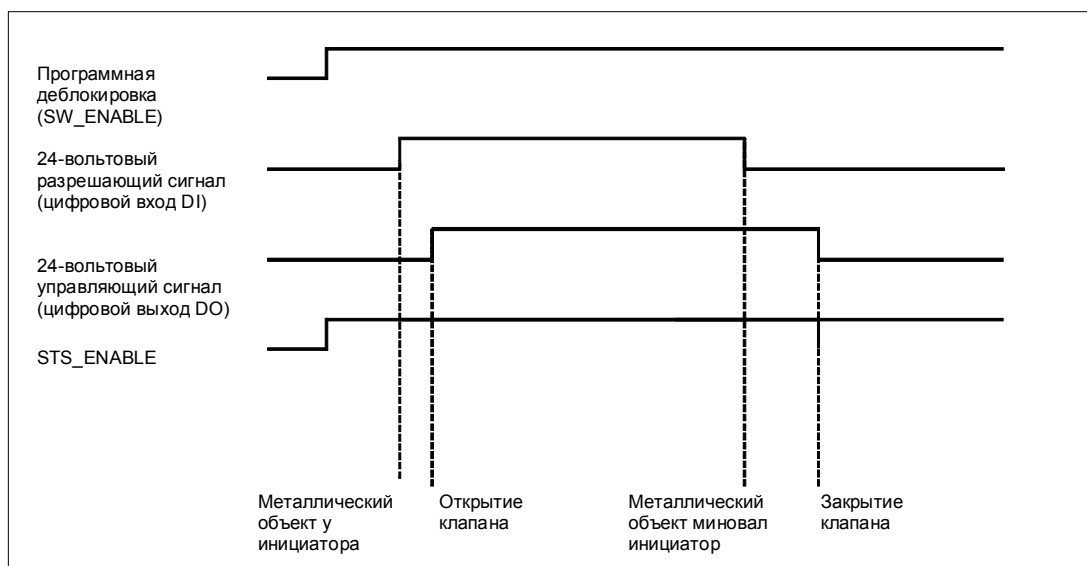 Программная
деблокировка
(SW_ENABLE)
24-вольтовый
разрешающий сигнал
(цифровой вход DI)
24-вольтовый
управляющий сигнал
(цифровой выход DO)
STS_ENABLE
Металлический
объект у
инициатора
Открытие
клапана
Металлический
объект миновал
инициатор
Закрытие
клапана